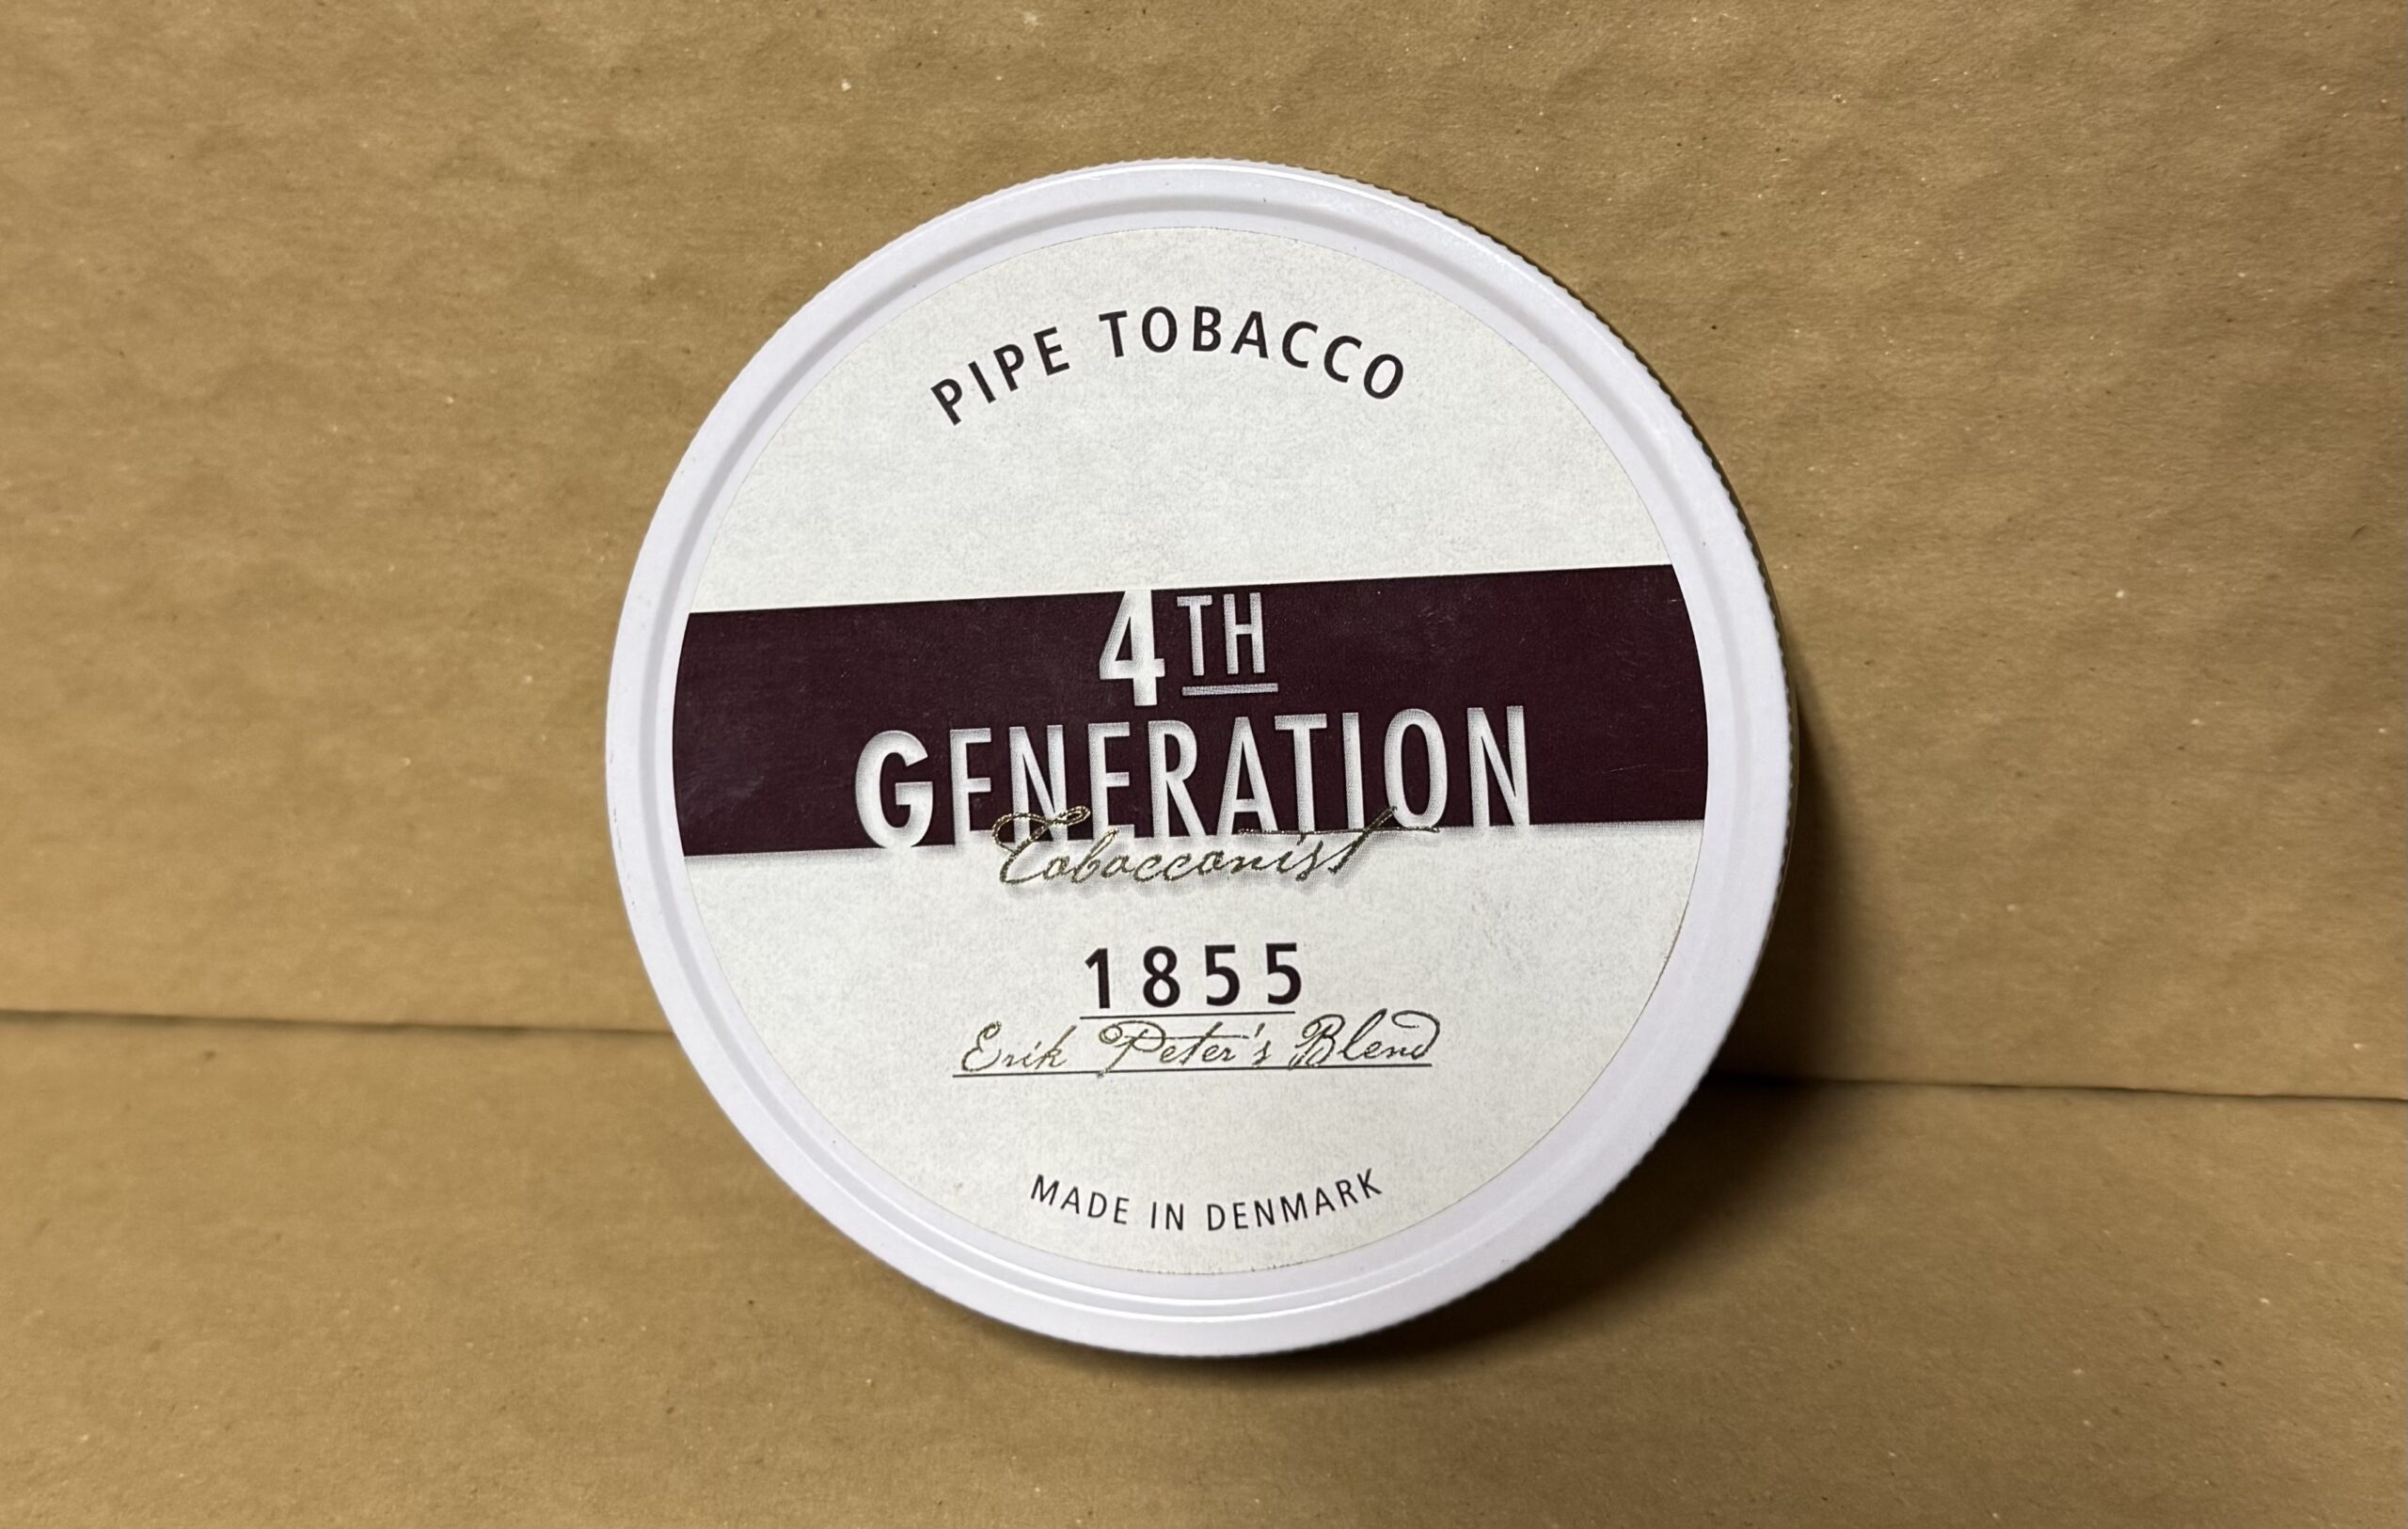 PIPE TOBACCO
4TH
GENERATION
Tobacconist
1855
Erik Peter's Blend
MADE IN DENMARK